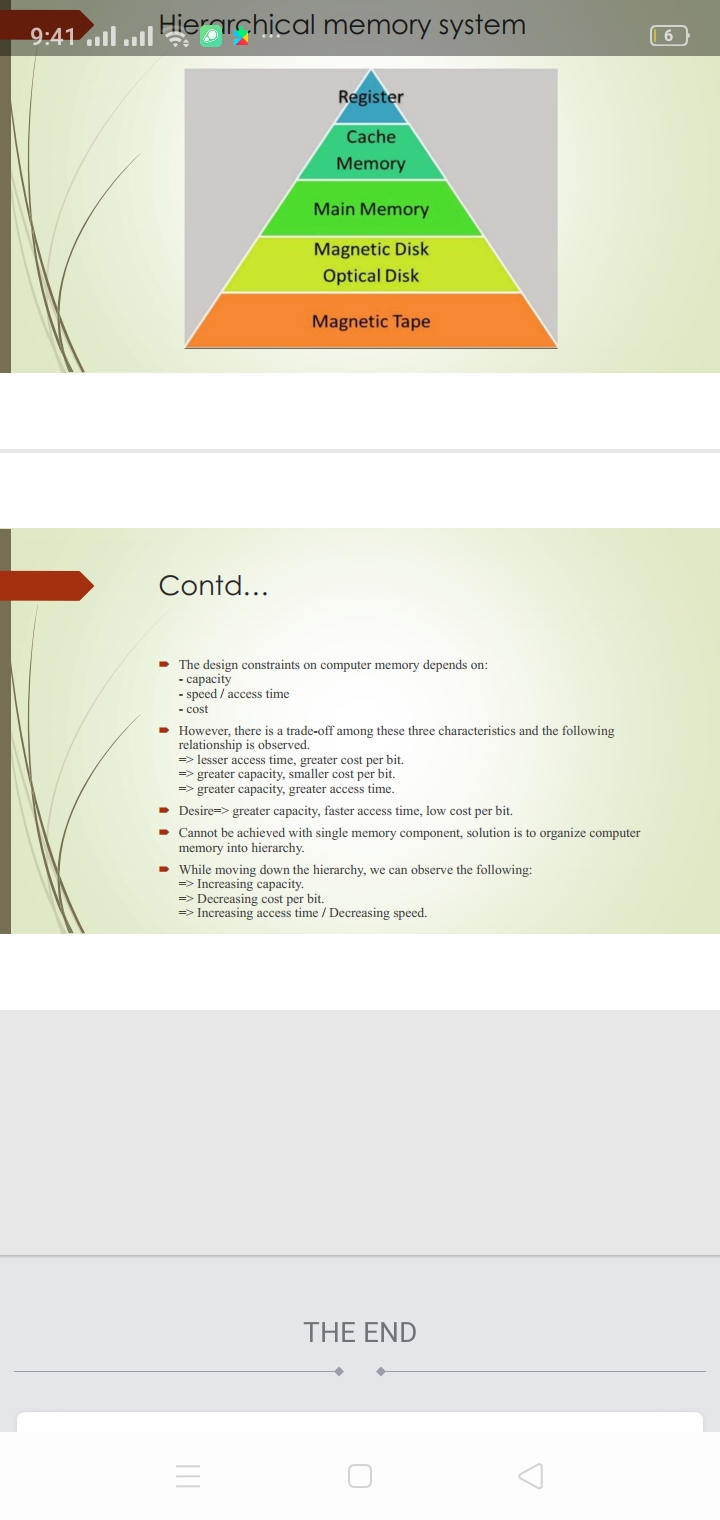 Hierarchical memory system
9:41
6
Register
Cache
Memory
Main Memory
Magnetic Disk
Optical Disk
Magnetic Tape
Contd...
The design constraints on computer memory depends on:
- capacity
- speed / access time
- cost
However, there is a trade-off among these three characteristics and the following
relationship is observed.
=> lesser access time, greater cost per bit.
=> greater capacity, smaller cost per bit.
=> greater capacity, greater access time.
Desire=> greater capacity, faster access time, low cost per bit.
Cannot be achieved with single memory component, solution is to organize computer
memory into hierarchy.
While moving down the hierarchy, we can observe the following:
=> Increasing capacity.
=> Decreasing cost per bit.
=> Increasing access time / Decreasing speed.
THE END